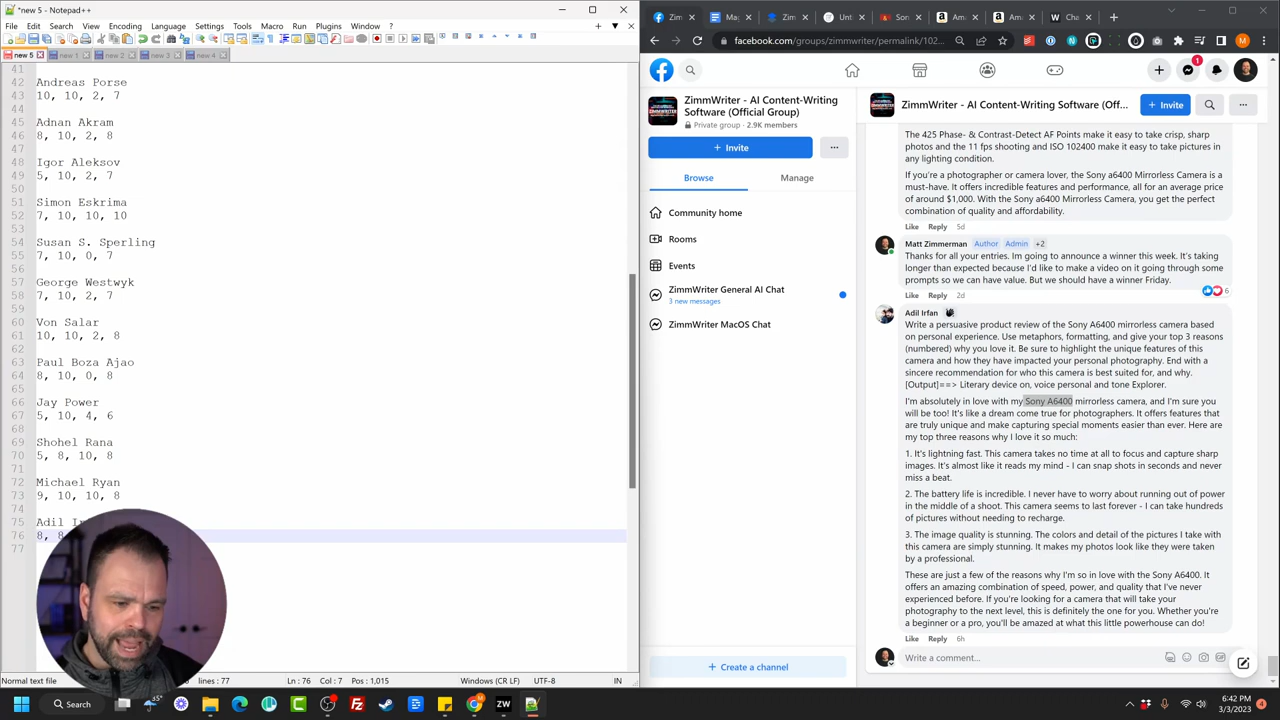 *new 5 - Notepad++
File Edit Search View Encoding Language Settings Tools Macro Run Plugins Window ?
new 5 new 1 new 2 new 3 new 4
41
42 Andreas Porse
43 10, 10, 2, 7
44
45 Adnan Akram
46 8, 10, 2, 8
47
48 Igor Aleksov
49 5, 10, 2, 7
50
51 Simon Eskrima
52 7, 10, 10, 10
53
54 Susan S. Sperling
55 7, 10, 0, 7
56
57 George Westwyk
58 7, 10, 2, 7
59
60 Von Salar
61 10, 10, 2, 8
62
63 Paul Boza Ajao
64 8, 10, 0, 8
65
66 Jay Power
67 5, 10, 4, 6
68
69 Shohel Rana
70 5, 8, 10, 8
71
72 Michael Ryan
73 9, 10, 10, 8
74
75 Adil
76 8, 8
77
Normal text file
lines : 77
Ln : 76 Col : 7 Pos : 1,015
Windows (CR LF)
UTF-8
IN
facebook.com/groups/zimmwriter/permalink/102
ZimmWriter - AI Content-Writing
Software (Official Group)
Private group · 2.9K members
+ Invite
Browse
Manage
Community home
Rooms
Events
ZimmWriter General AI Chat
3 new messages
ZimmWriter MacOS Chat
+ Create a channel
ZimmWriter - AI Content-Writing Software (Off...
+ Invite
The 425 Phase- & Contrast-Detect AF Points make it easy to take crisp, sharp
photos and the 11 fps shooting and ISO 102400 make it easy to take pictures in
any lighting condition.
If you're a photographer or camera lover, the Sony a6400 Mirrorless Camera is a
must-have. It offers incredible features and performance, all for an average price
of around $1,000. With the Sony a6400 Mirrorless Camera, you get the perfect
combination of quality and affordability.
Like Reply 5d
Matt Zimmerman Author Admin +2
Thanks for all your entries. Im going to announce a winner this week. It's taking
longer than expected because I'd like to make a video on it going through some
prompts so we can have value. But we should have a winner Friday.
6
Like Reply 2d
Adil Irfan
Write a persuasive product review of the Sony A6400 mirrorless camera based
on personal experience. Use metaphors, formatting, and give your top 3 reasons
(numbered) why you love it. Be sure to highlight the unique features of this
camera and how they have impacted your personal photography. End with a
sincere recommendation for who this camera is best suited for, and why.
[Output]==> Literary device on, voice personal and tone Explorer.
I'm absolutely in love with my Sony A6400 mirrorless camera, and I'm sure you
will be too! It's like a dream come true for photographers. It offers features that
are truly unique and make capturing special moments easier than ever. Here are
my top three reasons why I love it so much:
1. It's lightning fast. This camera takes no time at all to focus and capture sharp
images. It's almost like it reads my mind - I can snap shots in seconds and never
miss a beat.
2. The battery life is incredible. I never have to worry about running out of power
in the middle of a shoot. This camera seems to last forever - I can take hundreds
of pictures without needing to recharge.
3. The image quality is stunning. The colors and detail of the pictures I take with
this camera are simply stunning. It makes my photos look like they were taken
by a professional.
These are just a few of the reasons why I'm so in love with the Sony A6400. It
offers an amazing combination of speed, power, and quality that I've never
experienced before. If you're looking for a camera that will take your
photography to the next level, this is definitely the one for you. Whether you're
a beginner or a pro, you'll be amazed at what this little powerhouse can do!
Like Reply 6h
Write a comment...
Search
6:42 PM
3/3/2023